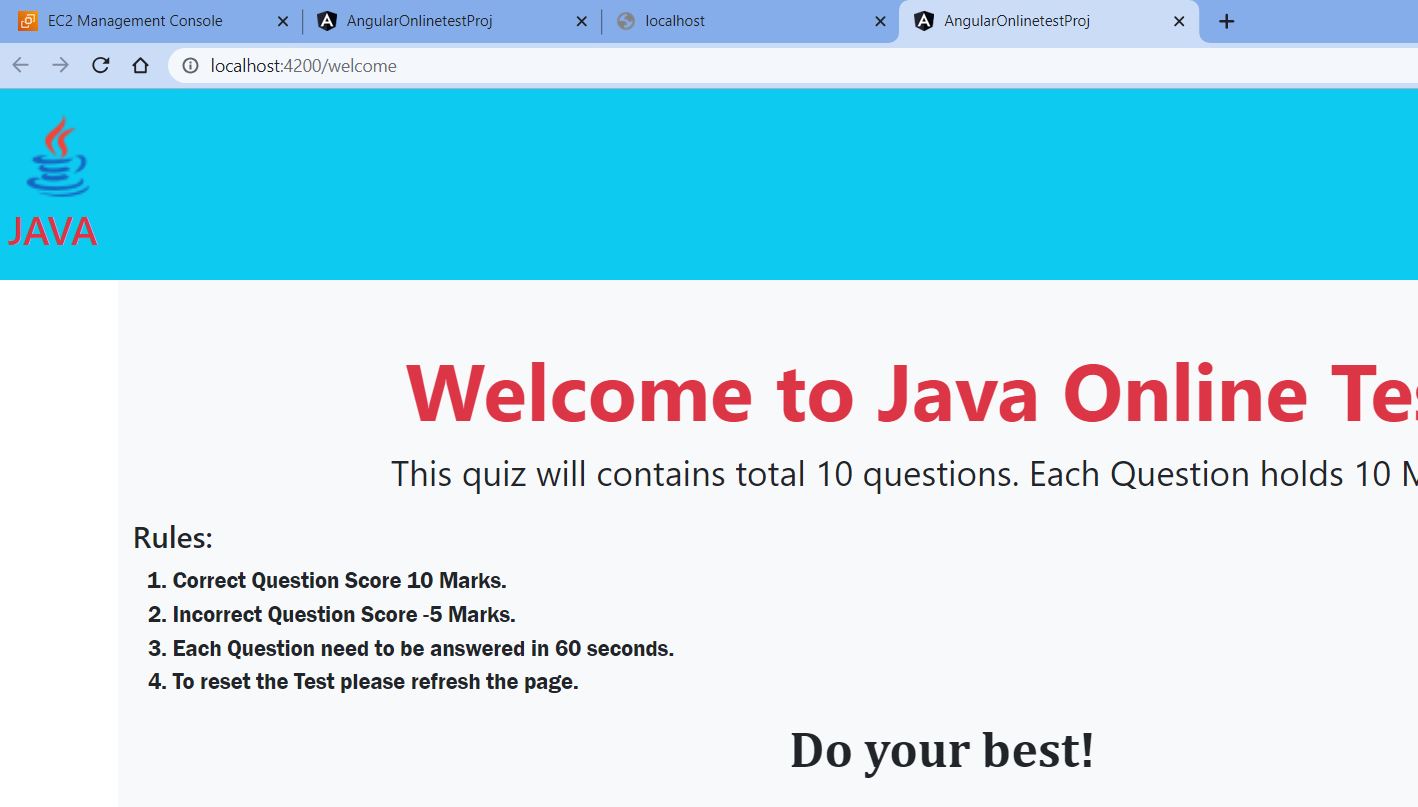 EC2 Management Console
AngularOnlinetestProj
localhost
AngularOnlinetestProj
localhost:4200/welcome
JAVA
Welcome to Java Online
This quiz will contains total 10 questions. Each Question holds 10
Rules:
1. Correct Question Score 10 Marks.
2. Incorrect Question Score -5 Marks.
3. Each Question need to be answered in 60 seconds.
4. To reset the Test please refresh the page.
Do your best!